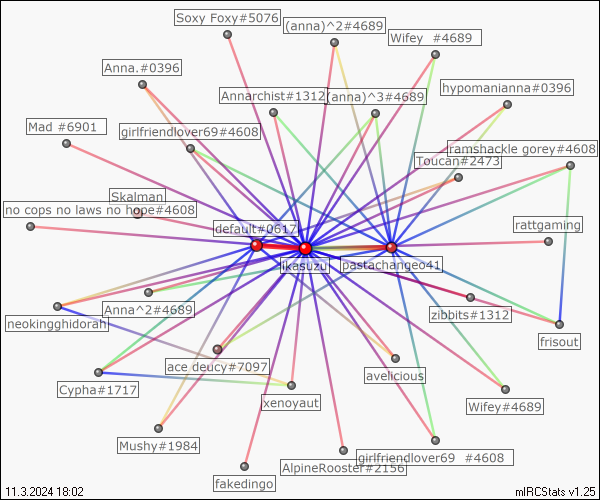 Soxy Foxy#5076
(anna)^2#4689
Wifey  #4689
Anna.#0396
hypomanianna#0396
Annarchist#1312
(anna)^3#4689
Mad #6901
girlfriendlover69#4608
ramshackle gorey#4608
Toucan#2473
Skalman
no cops no laws no hope#4608
rattgaming
default#0617
ikasuzu
pastachangeo41
Anna^2#4689
zibbits#1312
neokingghidorah
frisout
ace deucy#7097
avelicious
Cypha#1717
xenoyaut
Wifey#4689
Mushy#1984
girlfriendlover69  #4608
AlpineRooster#2156
fakedingo
11.3.2024 18:02
mIRCStats v1.25